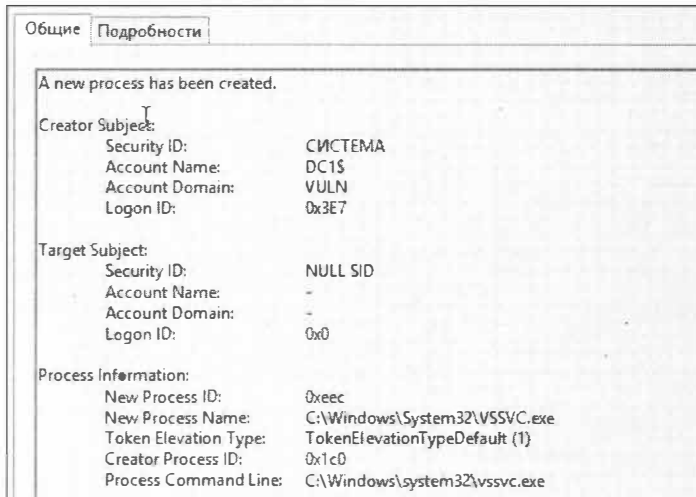 Общие Подробности
A new process has been created.
Creator Subject:
Security ID: СИСТЕМА
Account Name: DC1$
Account Domain: VULN
Logon ID: 0x3E7
Target Subject:
Security ID: NULL SID
Account Name: -
Account Domain: -
Logon ID: 0x0
Process Information:
New Process ID: 0xeec
New Process Name: C:\Windows\System32\VSSVC.exe
Token Elevation Type: TokenElevationTypeDefault (1)
Creator Process ID: 0x1c0
Process Command Line: C:\Windows\system32\vssvc.exe